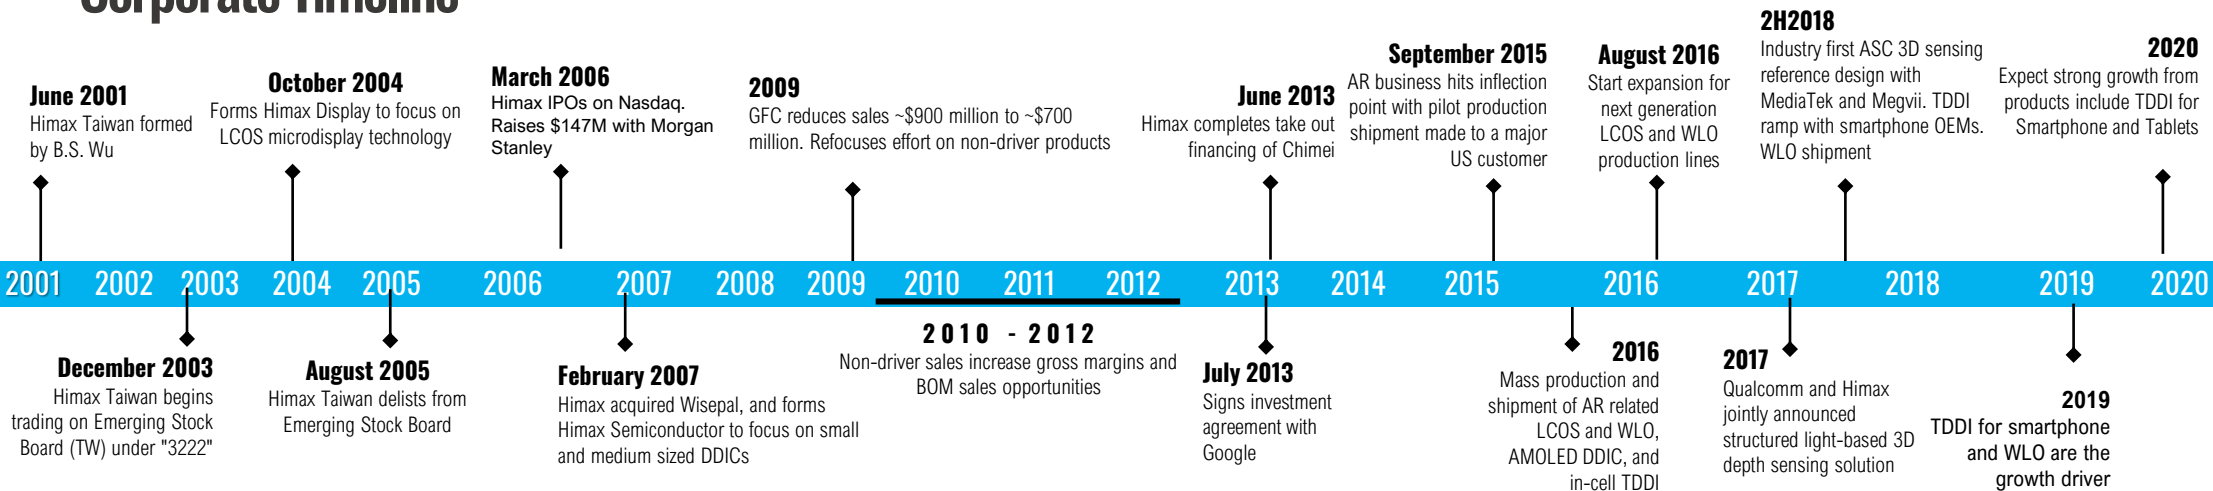 Corporate Timeline
June 2001
Himax Taiwan formed
by B.S. Wu
October 2004
Forms Himax Display to focus on
LCOS microdisplay technology
March 2006
Himax IPOs on Nasdaq.
Raises $147M with Morgan
Stanley
2009
GFC reduces sales ~$900 million to ~$700
million. Refocuses effort on non-driver products
June 2013
Himax completes take out
financing of Chimei
September 2015
AR business hits inflection
point with pilot production
shipment made to a major
US customer
August 2016
Start expansion for
next generation
LCOS and WLO
production lines
2H2018
Industry first ASC 3D sensing
reference design with
MediaTek and Megvii. TDDI
ramp with smartphone OEMs.
WLO shipment
2020
Expect strong growth from
products include TDDI for
Smartphone and Tablets
2001 2002 2003 2004 2005 2006 2007 2008 2009 2010 2011 2012 2013 2014 2015 2016 2017 2018 2019 2020
December 2003
Himax Taiwan begins
trading on Emerging Stock
Board (TW) under "3222"
August 2005
Himax Taiwan delists from
Emerging Stock Board
February 2007
Himax acquired Wisepal, and forms
Himax Semiconductor to focus on small
and medium sized DDICs
2010 - 2012
Non-driver sales increase gross margins and
BOM sales opportunities
July 2013
Signs investment
agreement with
Google
2016
Mass production and
shipment of AR related
LCOS and WLO,
AMOLED DDIC, and
in-cell TDDI
2017
Qualcomm and Himax
jointly announced
structured light-based 3D
depth sensing solution
2019
TDDI for smartphone
and WLO are the
growth driver